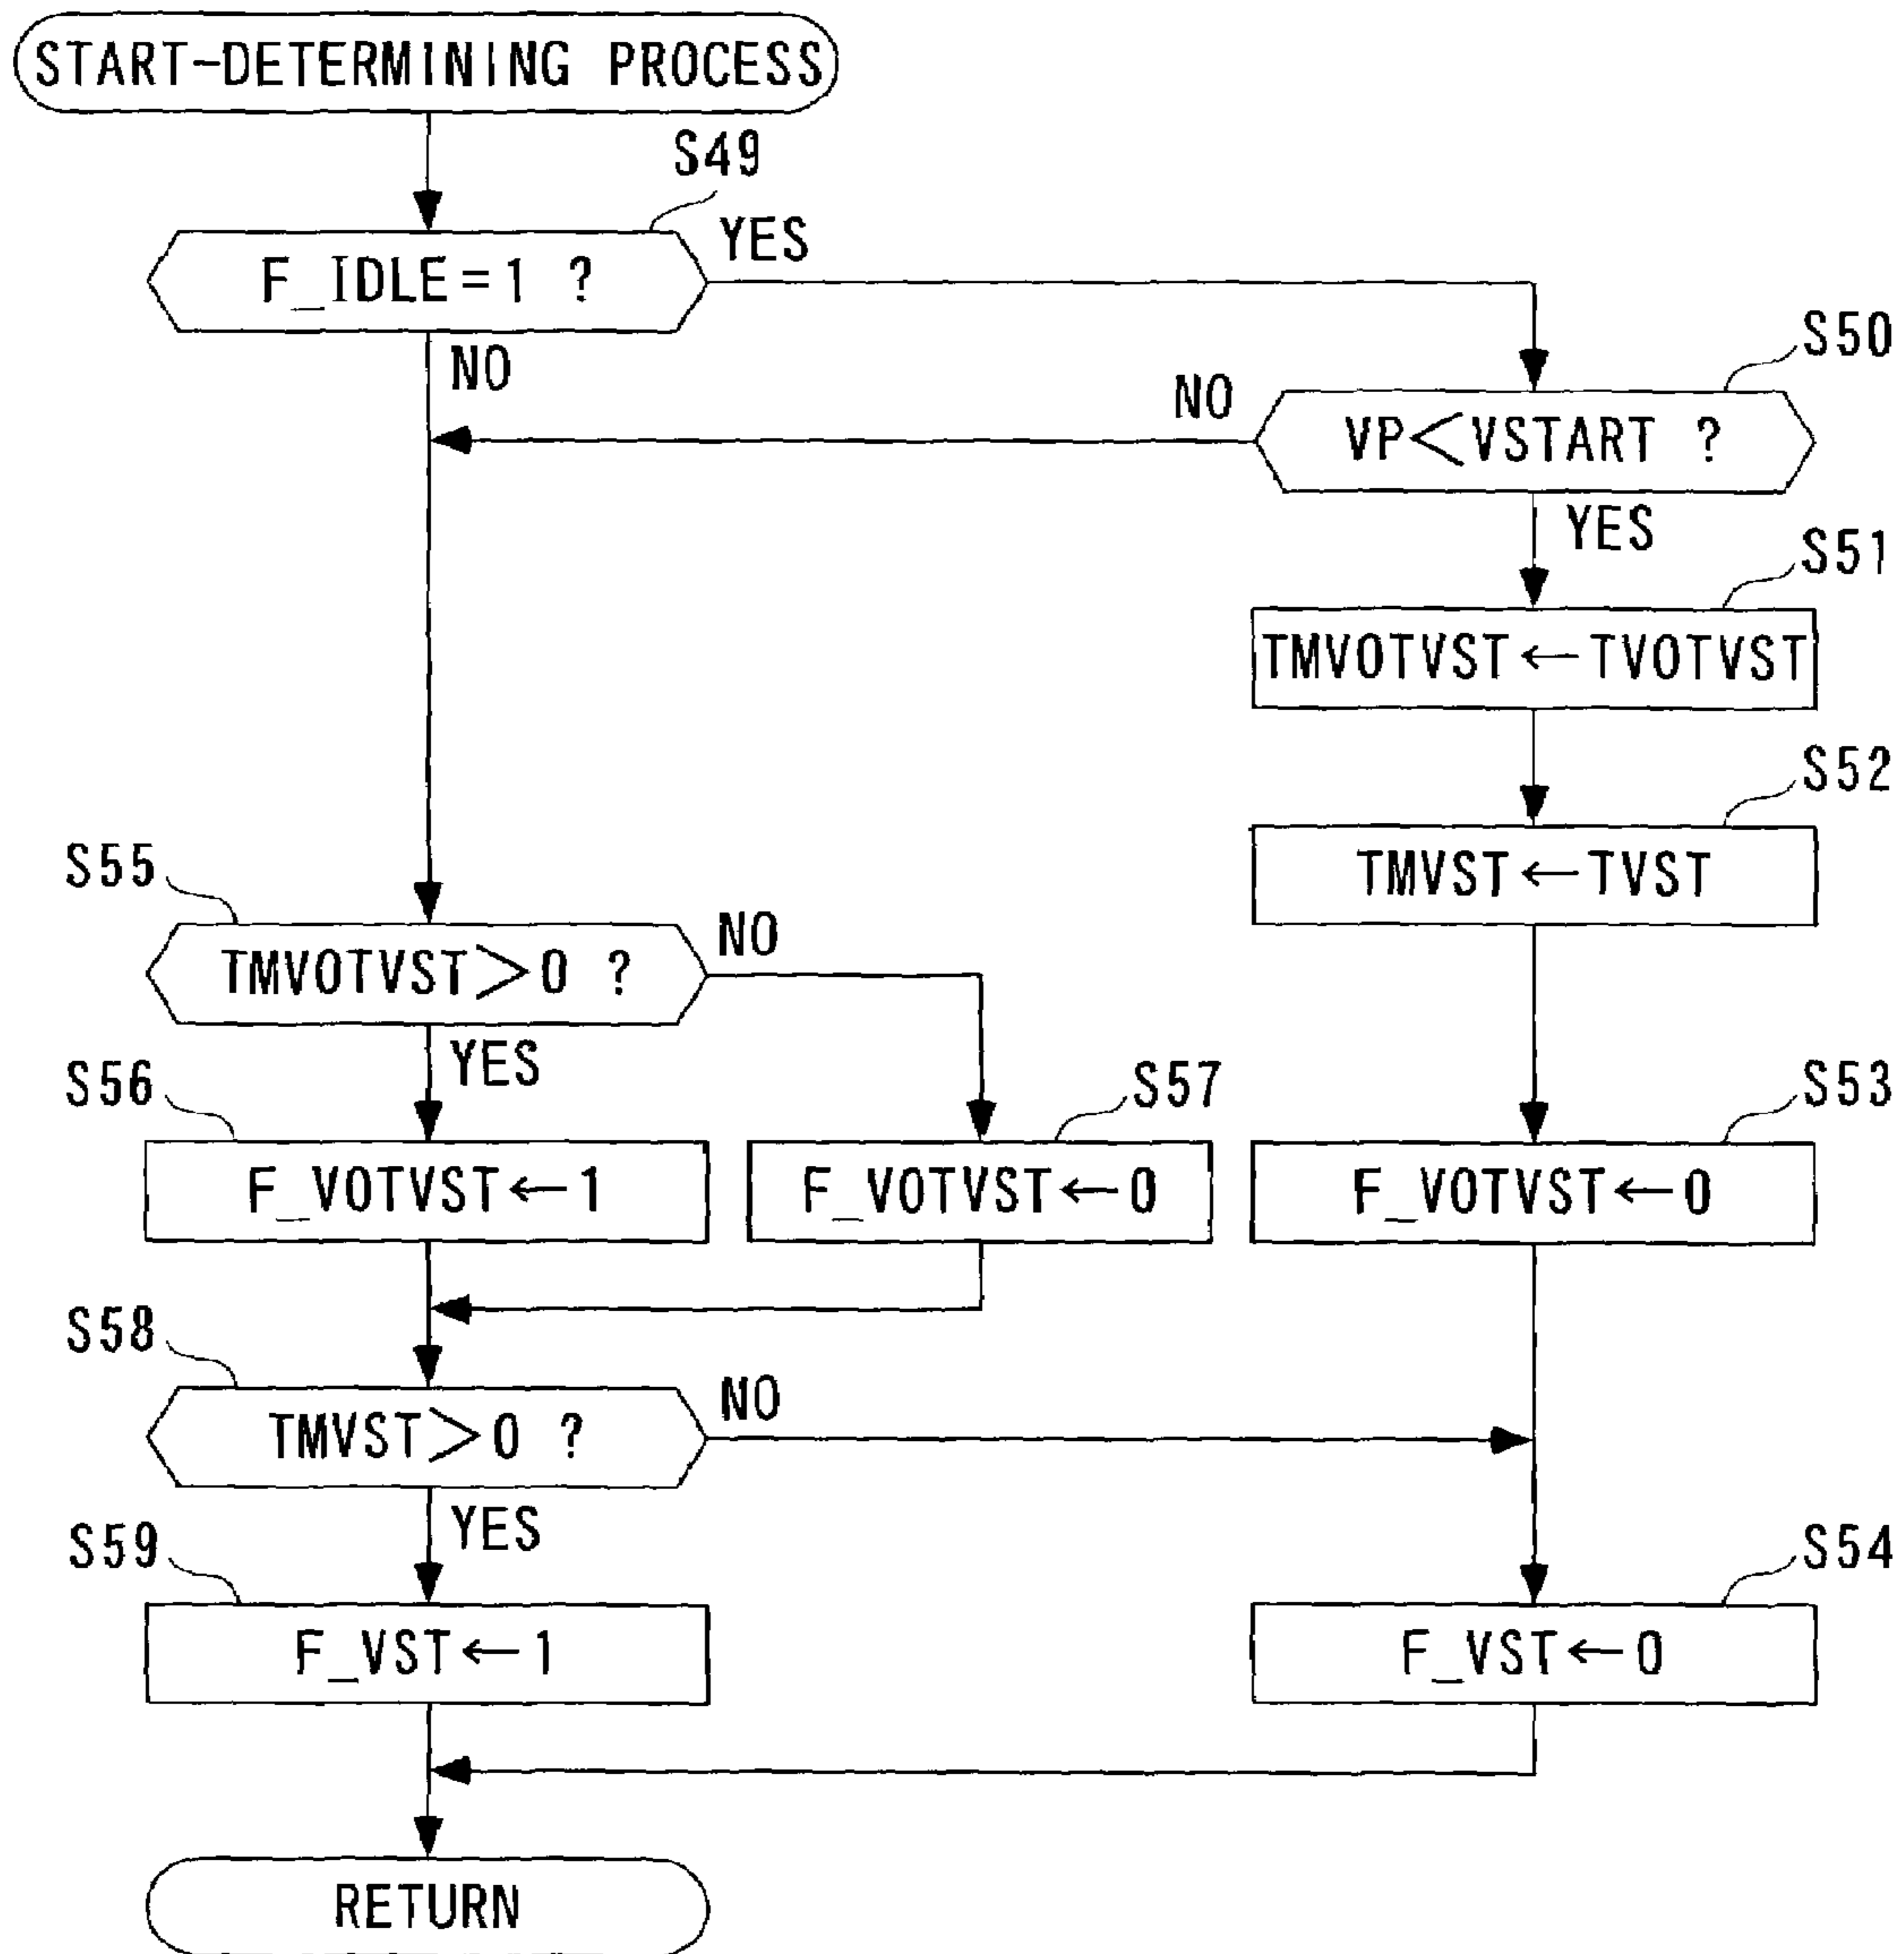 START-DETERMINING PROCESS
S49
F_IDLE=1 ?
YES
NO
S50
VP<VSTART ?
NO
YES
S51
TMVOTVST←TVOTVST
S52
TMVST←TVST
S55
TMVOTVST>0 ?
NO
YES
S56
F_VOTVST←1
S57
F_VOTVST←0
S53
F_VOTVST←0
S58
TMVST>0 ?
NO
YES
S59
F_VST←1
S54
F_VST←0
RETURN